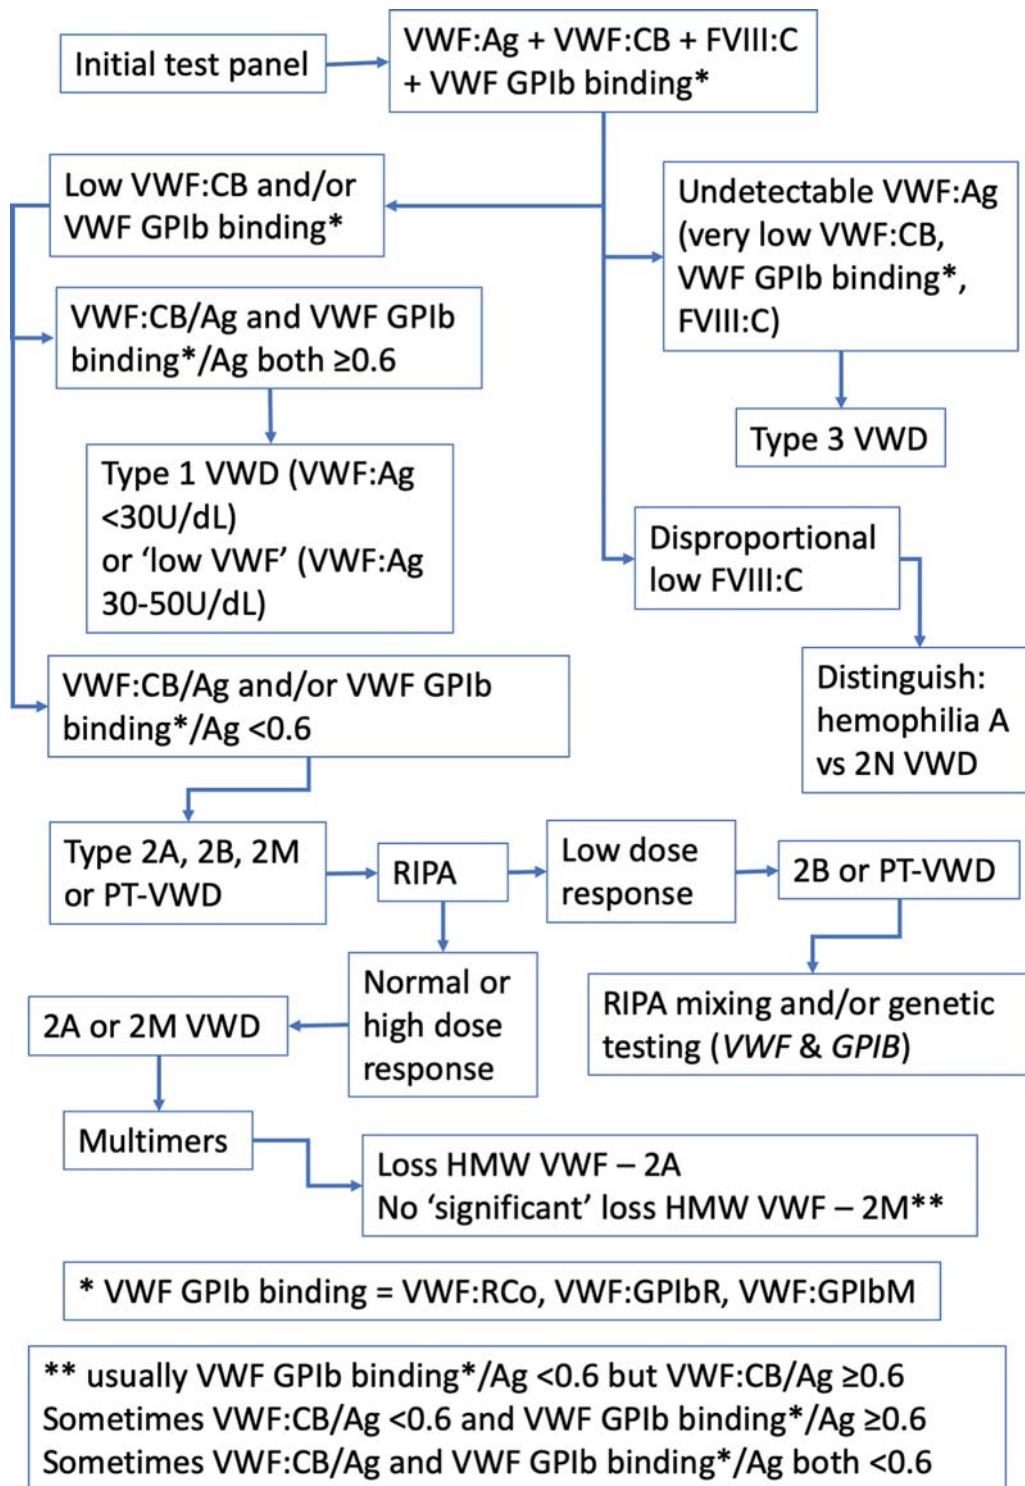 Initial test panel
VWF:Ag + VWF:CB + FVIII:C
+ VWF GPIb binding*
Low VWF:CB and/or
VWF GPIb binding*
Undetectable VWF:Ag
(very low VWF:CB,
VWF GPIb binding*,
FVIII:C)
VWF:CB/Ag and VWF GPIb
binding*/Ag both ≥0.6
Type 3 VWD
Type 1 VWD (VWF:Ag
<30U/dL)
or ‘low VWF’ (VWF:Ag
30-50U/dL)
Disproportional
low FVIII:C
VWF:CB/Ag and/or VWF GPIb
binding*/Ag <0.6
Distinguish:
hemophilia A
vs 2N VWD
Type 2A, 2B, 2M
or PT-VWD
RIPA
Low dose
response
2B or PT-VWD
Normal or
high dose
response
2A or 2M VWD
RIPA mixing and/or genetic
testing (VWF & GPIB)
Multimers
Loss HMW VWF – 2A
No ‘significant’ loss HMW VWF – 2M**
* VWF GPIb binding = VWF:RCo, VWF:GPIbR, VWF:GPIbM
** usually VWF GPIb binding*/Ag <0.6 but VWF:CB/Ag ≥0.6
Sometimes VWF:CB/Ag <0.6 and VWF GPIb binding*/Ag ≥0.6
Sometimes VWF:CB/Ag and VWF GPIb binding*/Ag both <0.6